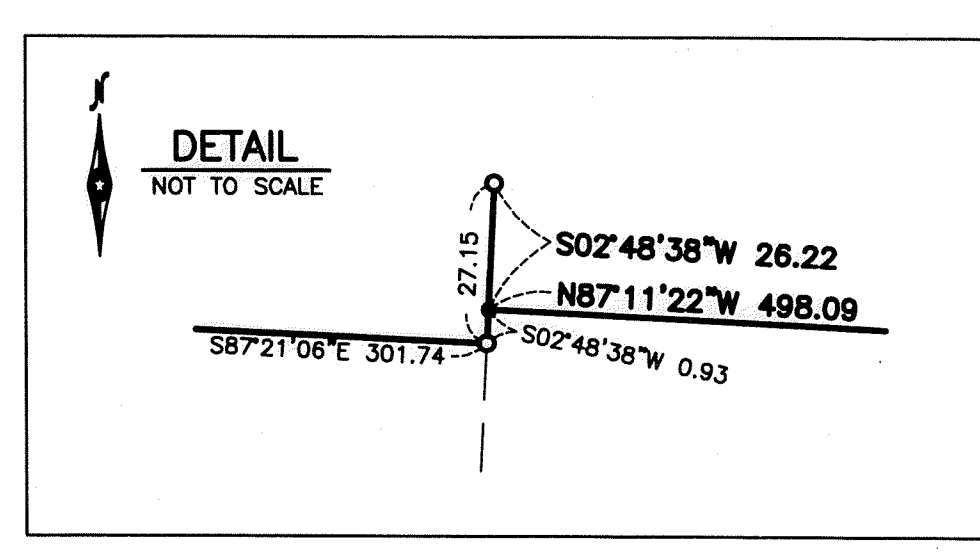 N
DETAIL
NOT TO SCALE
27.15
S02°48'38"W 26.22
N87°11'22"W 498.09
S87°21'06"E 301.74
S02°48'38"W 0.93